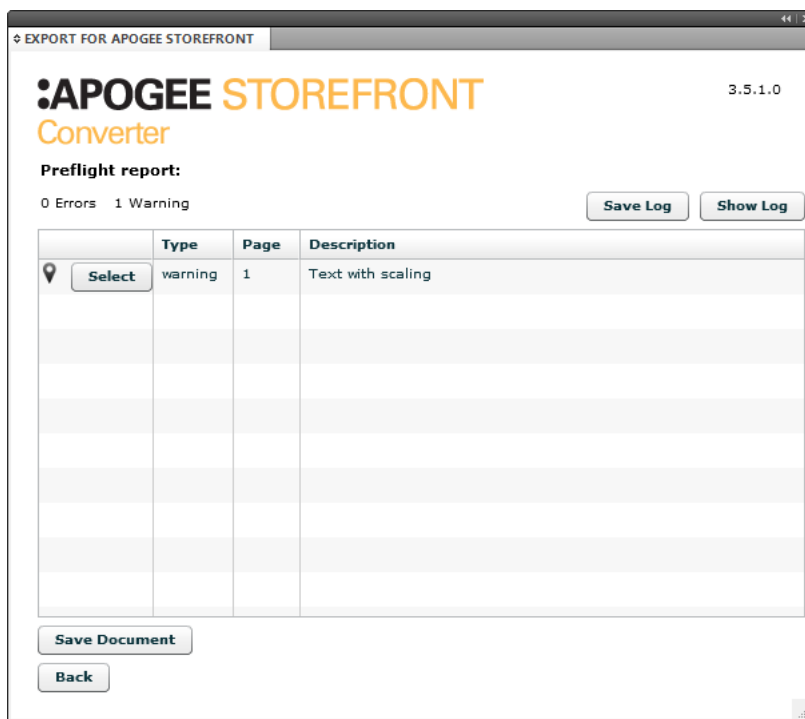 EXPORT FOR APOGEE STOREFRONT
:APOGEE STOREFRONT
3.5.1.0
Converter
Preflight report:
0 Errors 1 Warning
Save Log Show Log
Type Page Description
Select warning 1 Text with scaling
Save Document
Back